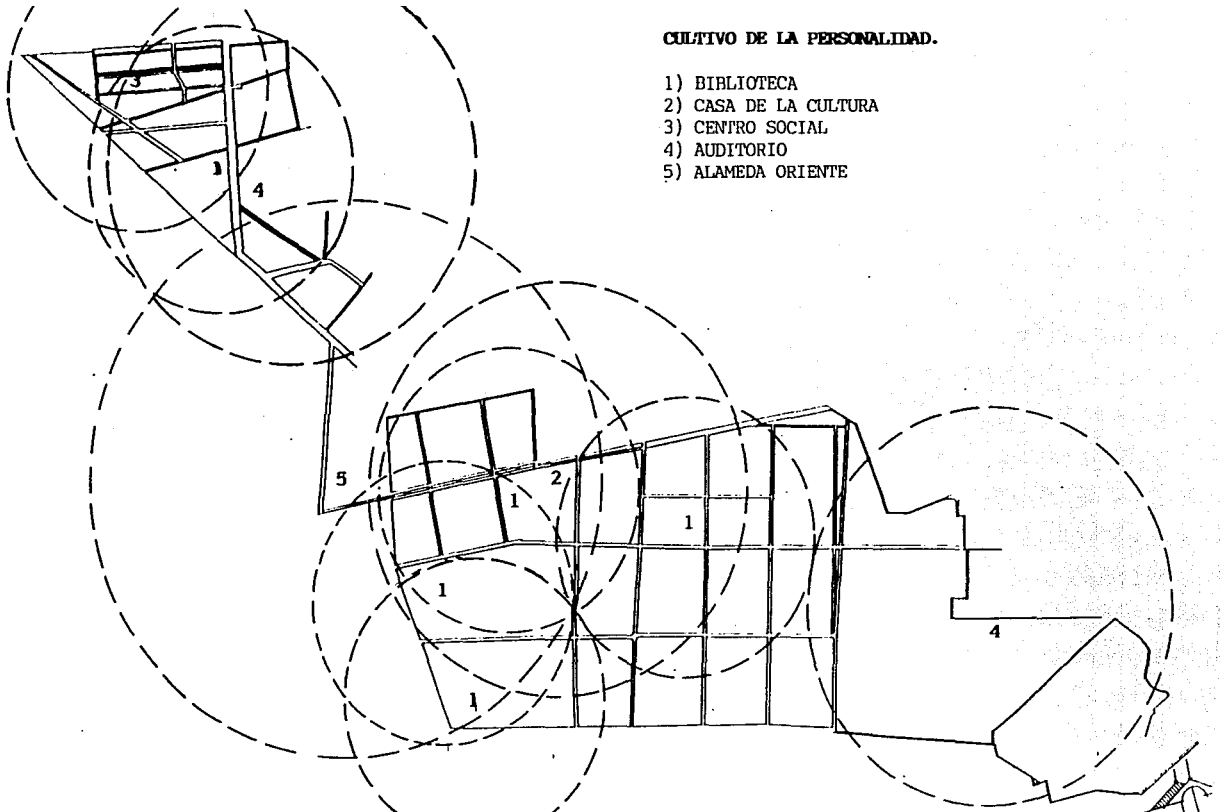 CULTIVO DE LA PERSONALIDAD.
1) BIBLIOTECA
2) CASA DE LA CULTURA
3) CENTRO SOCIAL
4) AUDITORIO
5) ALAMEDA ORIENTE
3
1
4
5
2
1
1
1
4
1